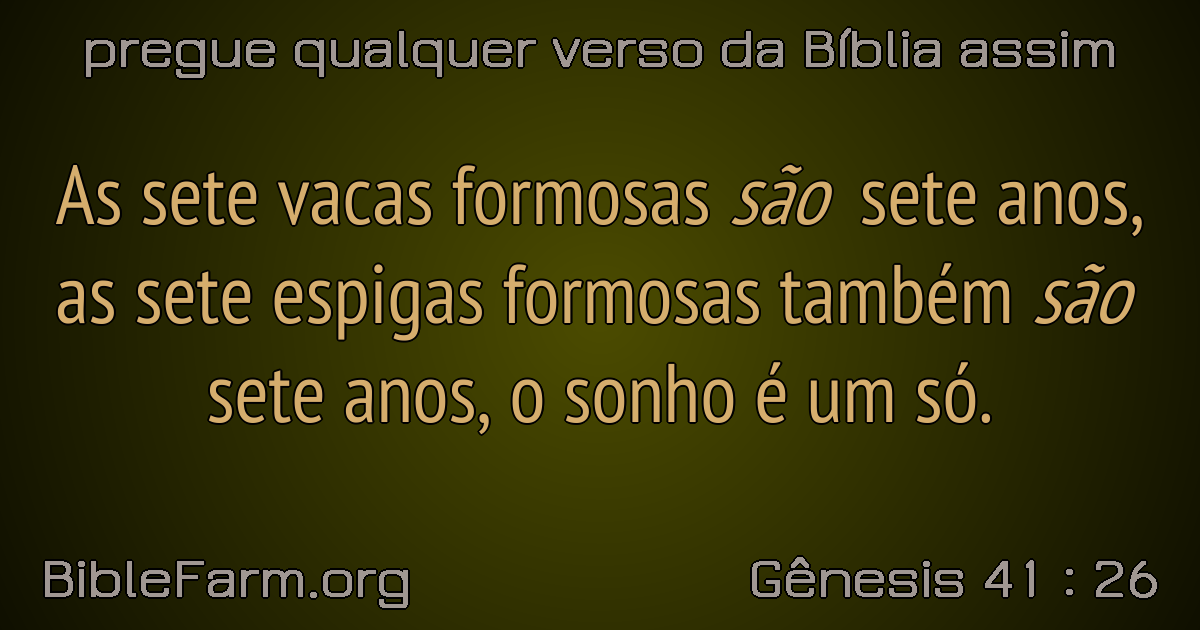 pregue qualquer verso da Bíblia assim
As sete vacas formosas são sete anos,
as sete espigas formosas também são
sete anos, o sonho é um só.
BibleFarm.org
Gênesis 41 : 26